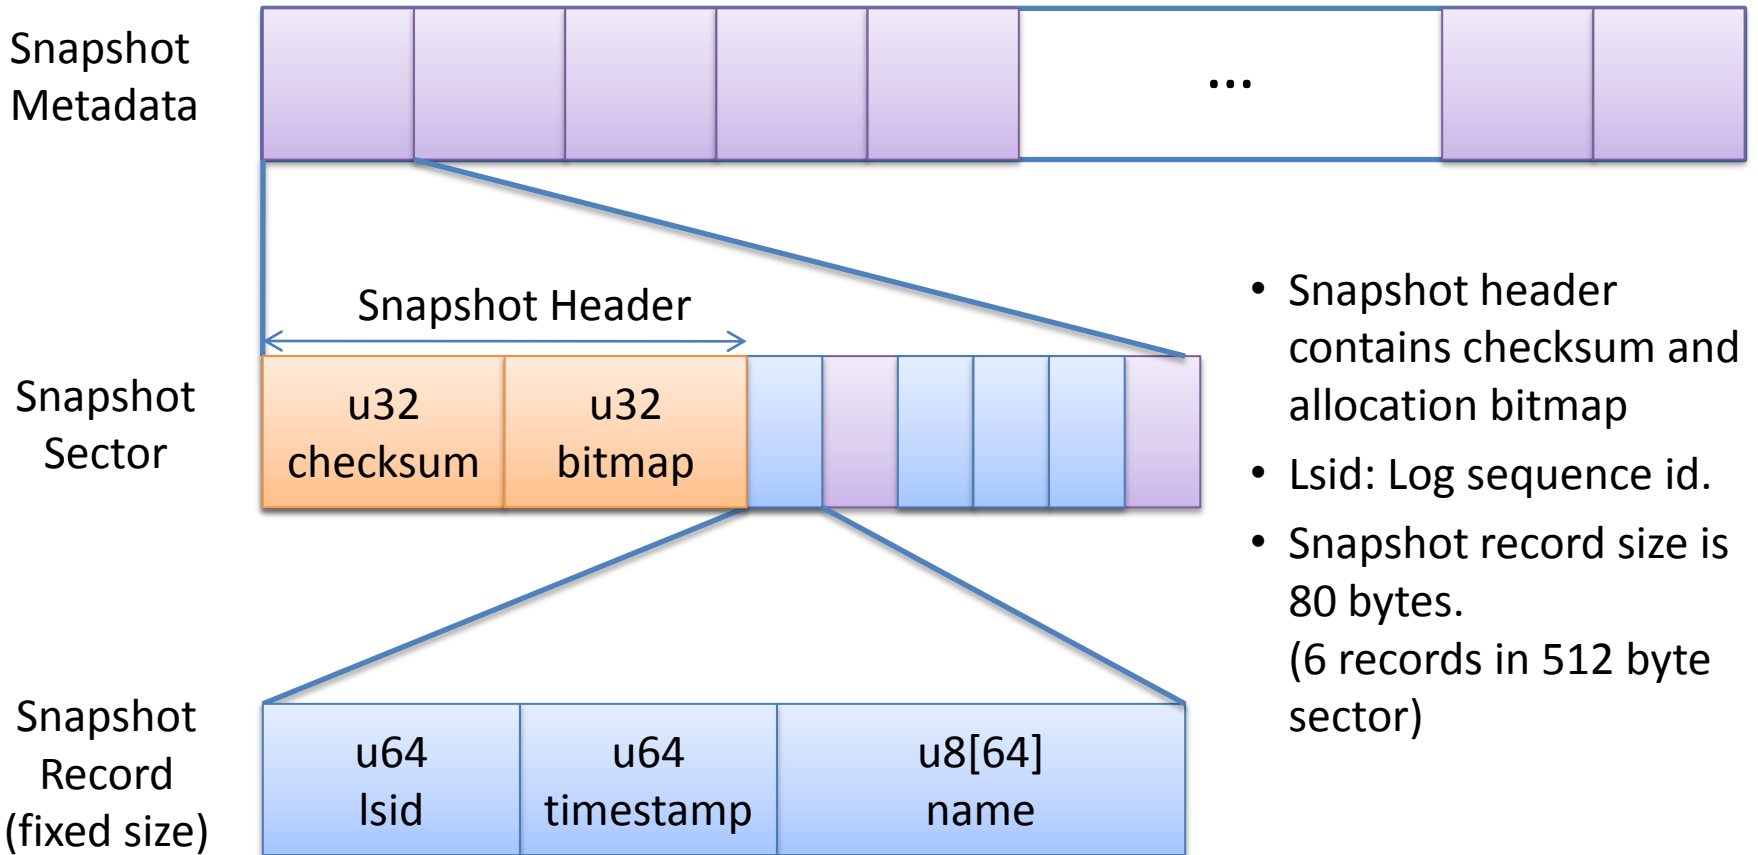 Snapshot
Metadata
...
Snapshot Header
Snapshot
Sector
u32
checksum
u32
bitmap
• Snapshot header
contains checksum and
allocation bitmap
• Lsid: Log sequence id.
• Snapshot record size is
80 bytes.
(6 records in 512 byte
sector)
Snapshot
Record
(fixed size)
u64
lsid
u64
timestamp
u8[64]
name